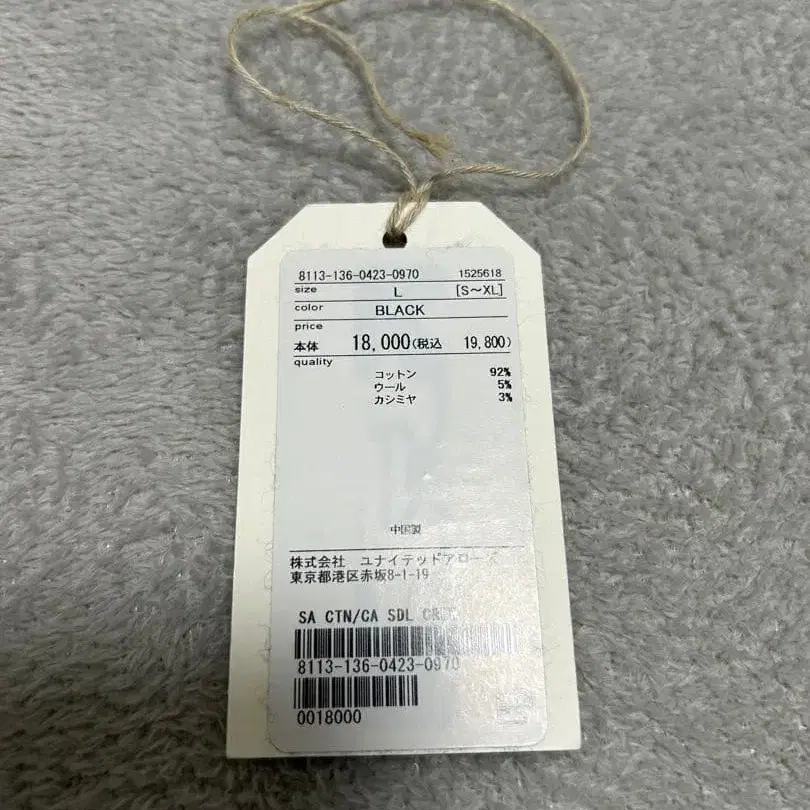 8113-136-0423-0970 1525618
size L [S～XL]
color BLACK
price
本体 18,000(税込 19,800)
quality
コットン 92%
ウール 5%
カシミヤ 3%
中国製
株式会社 ユナイテッドアローズ
東京都港区赤坂8-1-19
SA CTN/CA SDL
8113-136-0423-0970
0018000